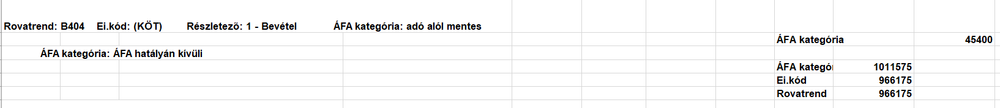 Rovatrend: B404 Ei.kód: (KÖT) Részletező: 1 - Bevétel ÁFA kategória: adó alól mentes
ÁFA kategória 45400
ÁFA kategória: ÁFA hatályán kívüli
ÁFA kategó 1011575
Ei.kód 966175
Rovatrend 966175